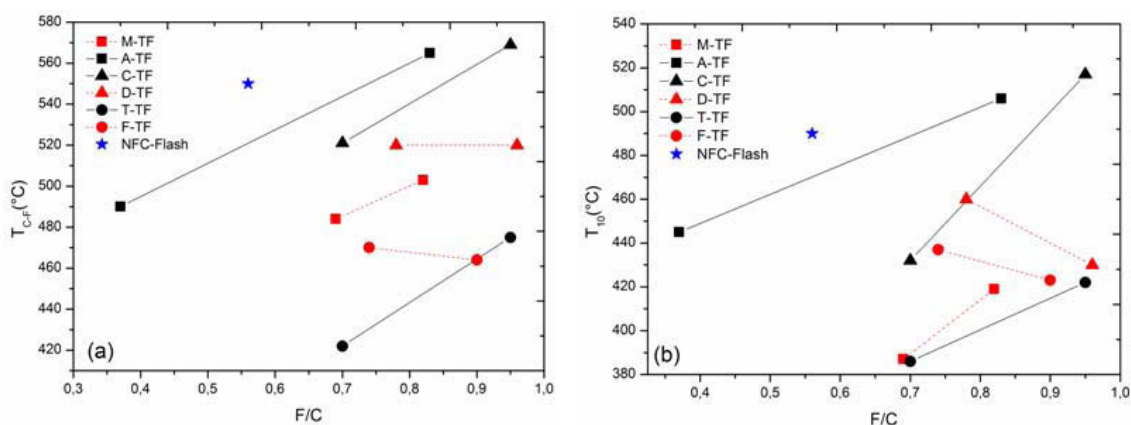 580
560
540
520
500
480
460
440
420
T_C-F(°C)
M-TF
A-TF
C-TF
D-TF
T-TF
F-TF
NFC-Flash
(a)
0,3 0,4 0,5 0,6 0,7 0,8 0,9 1,0
F/C
540
520
500
480
460
440
420
400
380
T_10(°C)
M-TF
A-TF
C-TF
D-TF
T-TF
F-TF
NFC-Flash
(b)
0,4 0,5 0,6 0,7 0,8 0,9 1,0
F/C